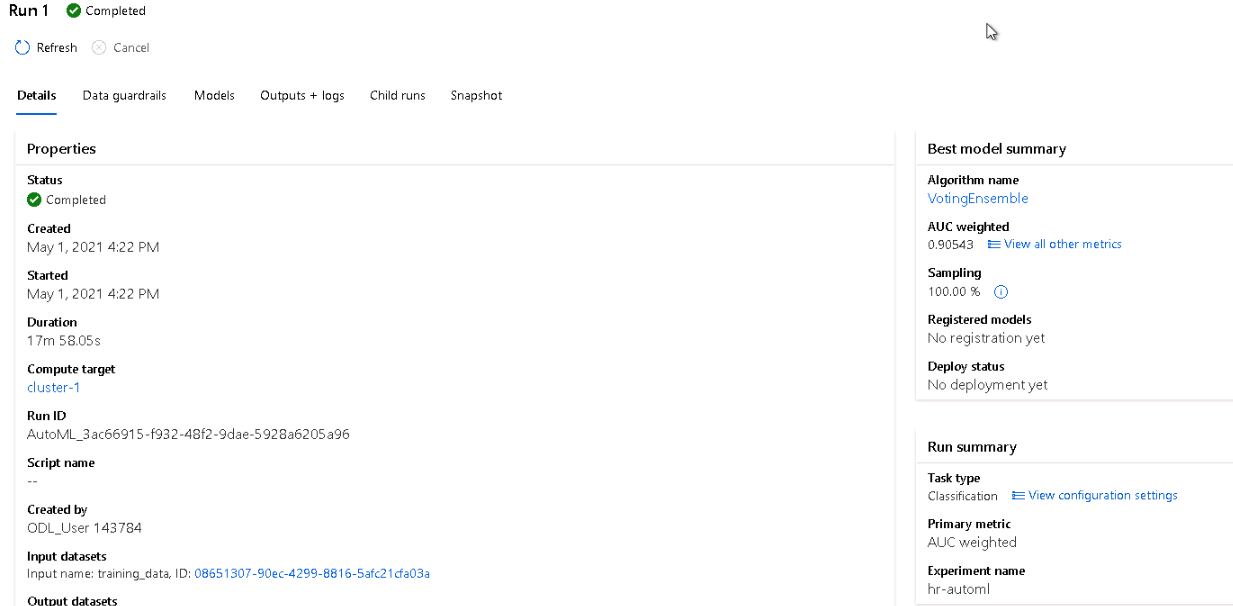 Run 1 Completed
Refresh Cancel
Details Data guardrails Models Outputs + logs Child runs Snapshot
Properties
Status
Completed
Created
May 1, 2021 4:22 PM
Started
May 1, 2021 4:22 PM
Duration
17m 58.05s
Compute target
cluster-1
Run ID
AutoML_3ac66915-f932-48f2-9dae-5928a6205a96
Script name
--
Created by
ODL_User 143784
Input datasets
Input name: training_data, ID: 08651307-90ec-4299-8816-5afc21cfa03a
Output datasets
Best model summary
Algorithm name
VotingEnsemble
AUC weighted
0.90543 View all other metrics
Sampling
100.00 %
Registered models
No registration yet
Deploy status
No deployment yet
Run summary
Task type
Classification View configuration settings
Primary metric
AUC weighted
Experiment name
hr-automl